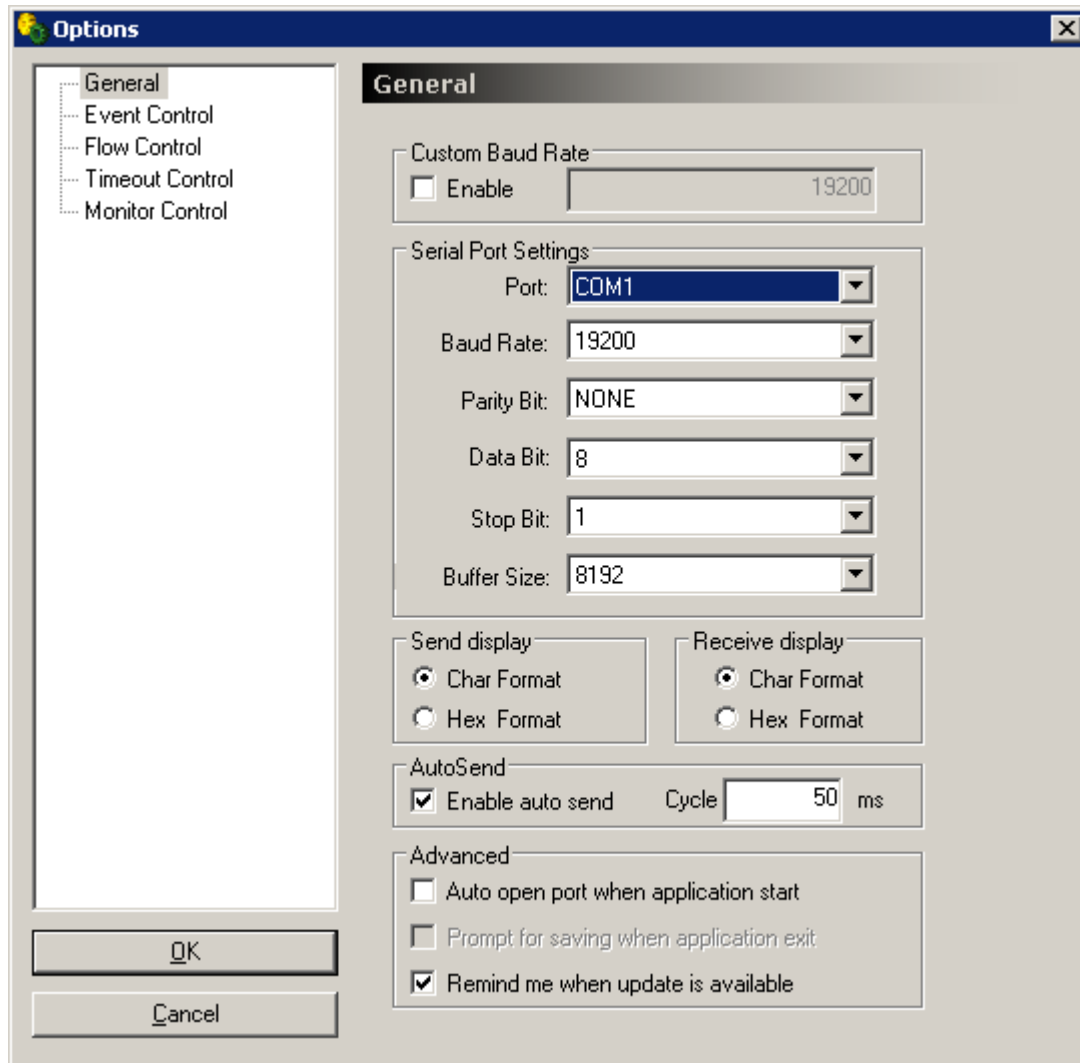 Options
General
Event Control
Flow Control
Timeout Control
Monitor Control
OK
Cancel
General
Custom Baud Rate
Enable 19200
Serial Port Settings
Port: COM1
Baud Rate: 19200
Parity Bit: NONE
Data Bit: 8
Stop Bit: 1
Buffer Size: 8192
Send display
Char Format
Hex Format
Receive display
Char Format
Hex Format
AutoSend
Enable auto send Cycle 50 ms
Advanced
Auto open port when application start
Prompt for saving when application exit
Remind me when update is available